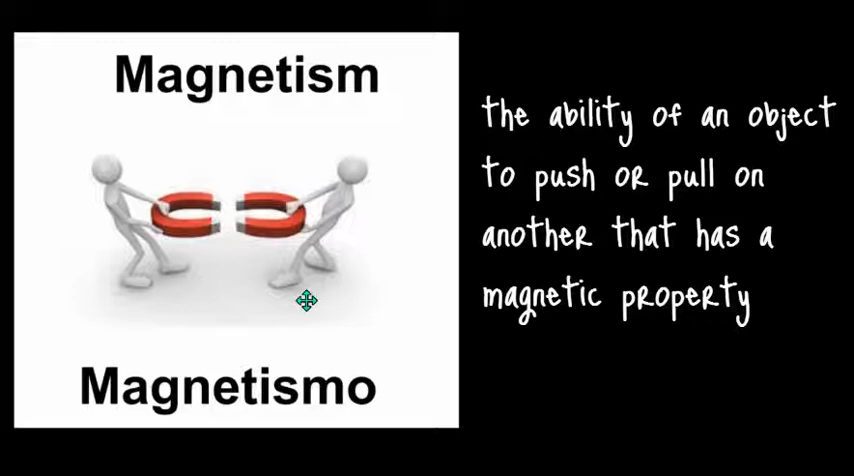 Magnetism
the ability of an object
to push or pull on
another that has a
magnetic property
Magnetismo